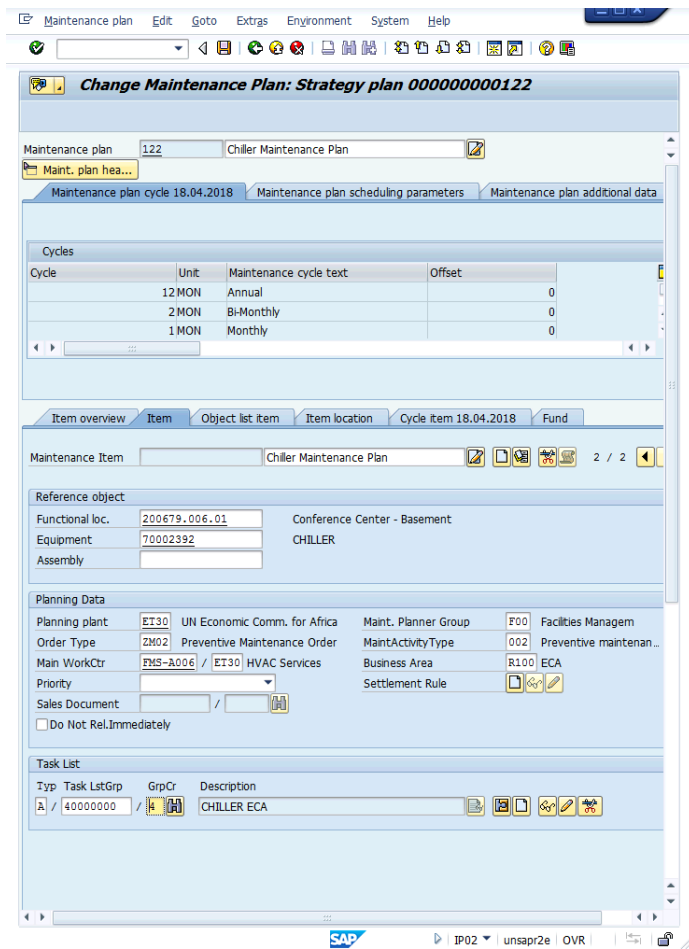 Maintenance plan Edit Goto Extras Environment System Help
Change Maintenance Plan: Strategy plan 000000000122
Maintenance plan 122 Chiller Maintenance Plan
Maint. plan hea...
Maintenance plan cycle 18.04.2018 Maintenance plan scheduling parameters Maintenance plan additional data
Cycles
Cycle Unit Maintenance cycle text Offset
12 MON Annual 0
2 MON Bi-Monthly 0
1 MON Monthly 0
Item overview Item Object list item Item location Cycle item 18.04.2018 Fund
Maintenance Item Chiller Maintenance Plan 2 / 2
Reference object
Functional loc. 200679.006.01 Conference Center - Basement
Equipment 70002392 CHILLER
Assembly
Planning Data
Planning plant ET30 UN Economic Comm. for Africa Maint. Planner Group F00 Facilities Managem
Order Type ZM02 Preventive Maintenance Order MaintActivityType 002 Preventive maintenan...
Main WorkCtr FMS-A006 / ET30 HVAC Services Business Area R100 ECA
Priority Settlement Rule
Sales Document /
Do Not Rel.Immediately
Task List
Typ Task LstGrp GrpCr Description
A / 40000000 / 4 CHILLER ECA
SAP IP02 unsapr2e OVR